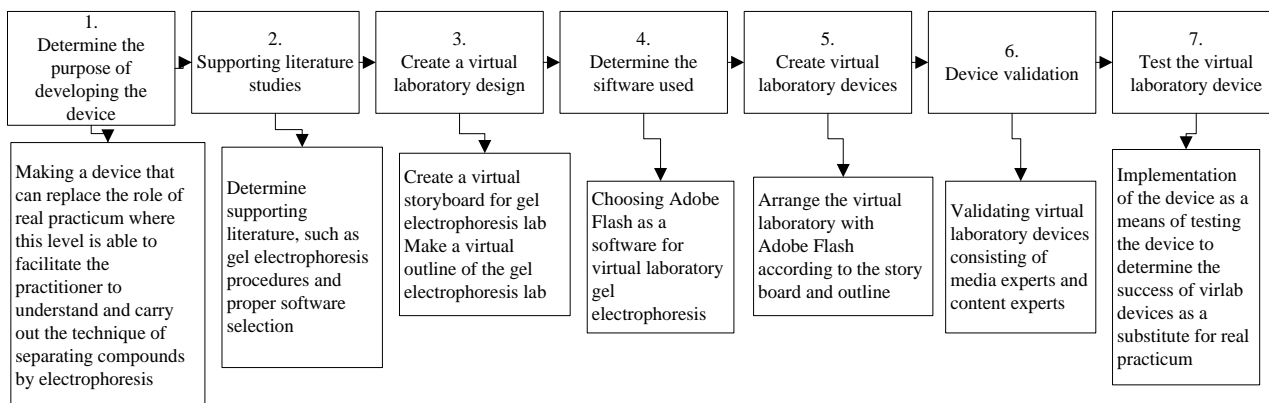 1.
Determine the
purpose of
developing the
device
2.
Supporting literature
studies
3.
Create a virtual
laboratory design
4.
Determine the
sifware used
5.
Create virtual
laboratory devices
6.
Device validation
7.
Test the virtual
laboratory device
Making a device that
can replace the role of
real practicum where
this level is able to
facilitate the
practitioner to
understand and carry
out the technique of
separating compounds
by electrophoresis
Determine
supporting
literature, such as
gel electrophoresis
procedures and
proper software
selection
Create a virtual
storyboard for gel
electrophoresis lab
Make a virtual
outline of the gel
electrophoresis lab
Choosing Adobe
Flash as a
software for
virtual laboratory
gel
electrophoresis
Arrange the virtual
laboratory with
Adobe Flash
according to the story
board and outline
Validating virtual
laboratory devices
consisting of
media experts and
content experts
Implementation
of the device as a
means of testing
the device to
determine the
success of virlab
devices as a
substitute for real
practicum